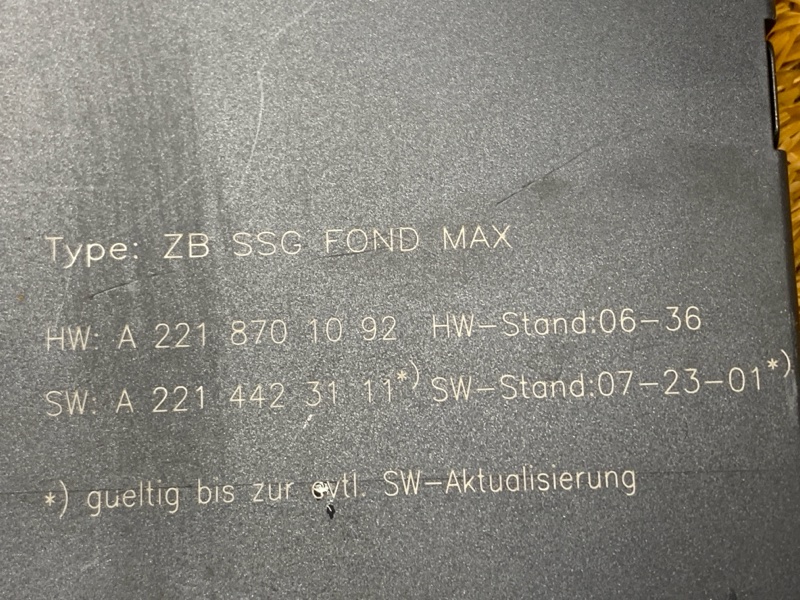 Type: ZB SSG FOND MAX
HW: A 221 870 10 92 HW-Stand:06-36
SW: A 221 442 31 11*) SW-Stand:07-23-01*)
*) gueltig bis zur evtl. SW-Aktualisierung